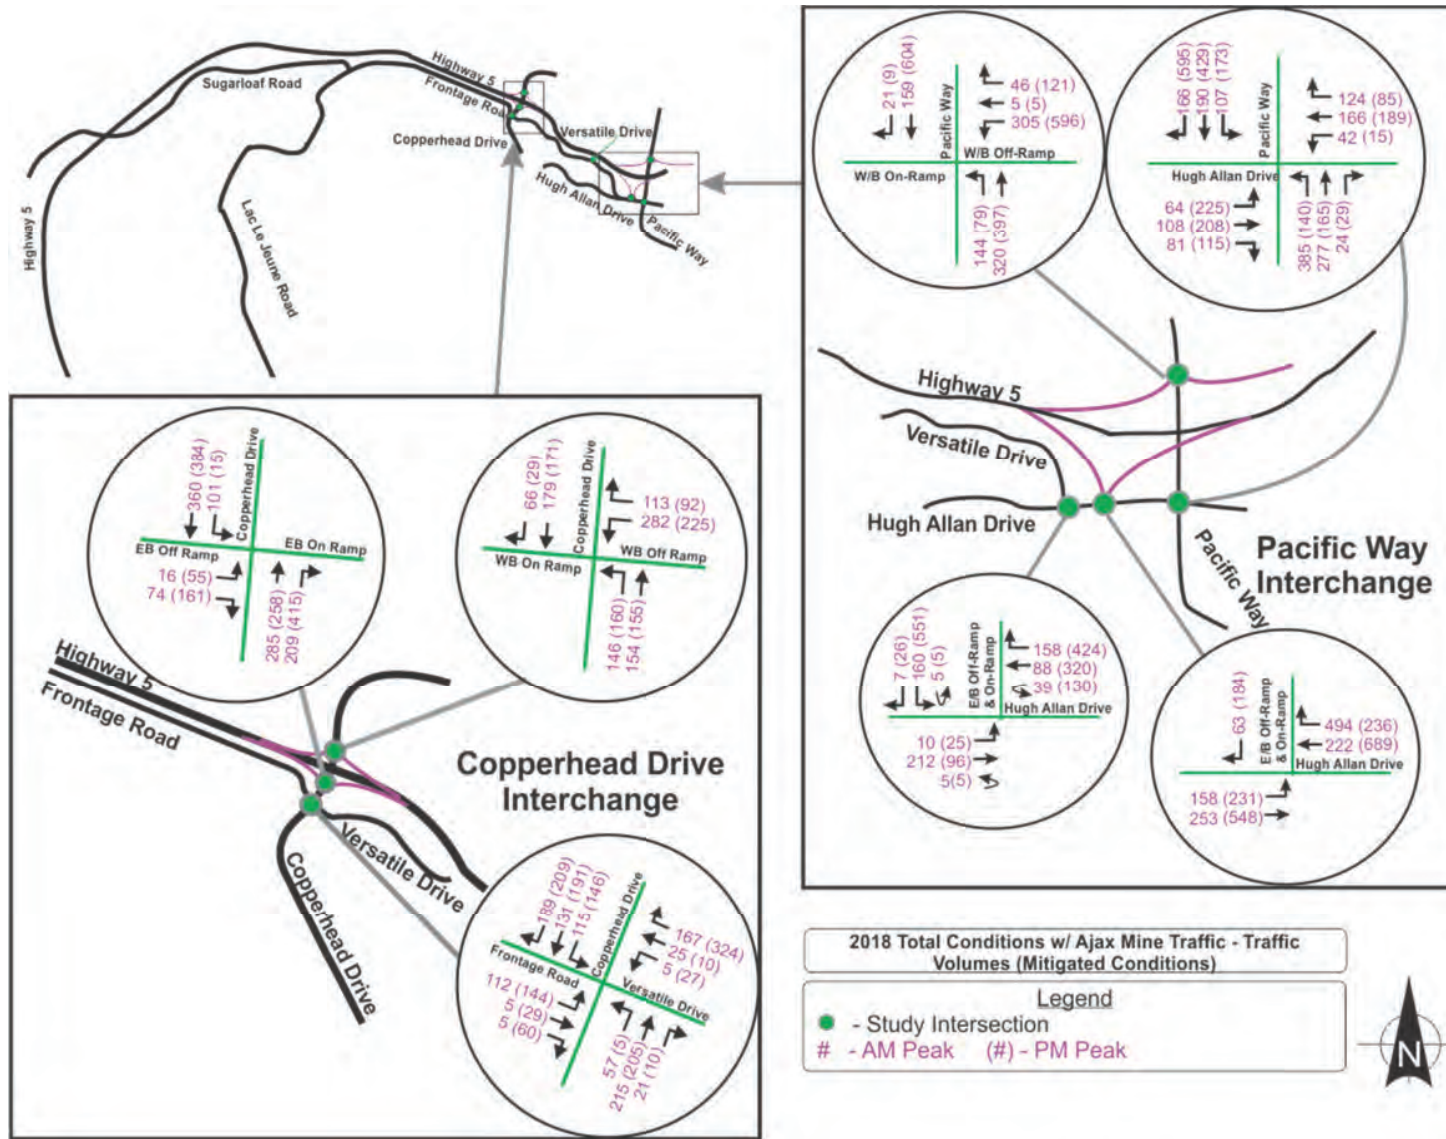 Highway 5
Frontage Road
Sugarloaf Road
Copperhead Drive
Versatile Drive
Hugh Allan Drive
Pacific Way
Lac Le Jeune Road
Highway 5
21 (9)
159 (604)
Pacific Way
46 (121)
5 (5)
305 (596)
W/B Off-Ramp
W/B On-Ramp
144 (79)
320 (397)
166 (595)
190 (429)
107 (173)
Pacific Way
124 (85)
166 (189)
42 (15)
Hugh Allan Drive
64 (225)
108 (208)
81 (115)
385 (140)
277 (165)
24 (29)
Highway 5
Versatile Drive
Hugh Allan Drive
Pacific Way
Pacific Way
Interchange
7 (26)
160 (551)
5 (5)
E/B Off-Ramp
& On-Ramp
158 (424)
88 (320)
39 (130)
Hugh Allan Drive
10 (25)
212 (96)
5(5)
63 (184)
E/B Off-Ramp
& On-Ramp
494 (236)
222 (689)
Hugh Allan Drive
158 (231)
253 (548)
360 (384)
101 (15)
Copperhead Drive
EB Off Ramp
EB On Ramp
16 (55)
74 (161)
285 (258)
209 (415)
66 (29)
179 (171)
Copperhead Drive
113 (92)
282 (225)
WB Off Ramp
WB On Ramp
146 (160)
154 (155)
Highway 5
Frontage Road
Copperhead Drive
Interchange
Versatile Drive
Copperhead Drive
189 (209)
131 (191)
115 (146)
Copperhead Drive
167 (324)
25 (10)
5 (27)
Frontage Road
Versatile Drive
112 (144)
5 (29)
5 (60)
57 (5)
215 (205)
21 (10)
2018 Total Conditions w/ Ajax Mine Traffic - Traffic
Volumes (Mitigated Conditions)
Legend
- Study Intersection
# - AM Peak (#) - PM Peak
N